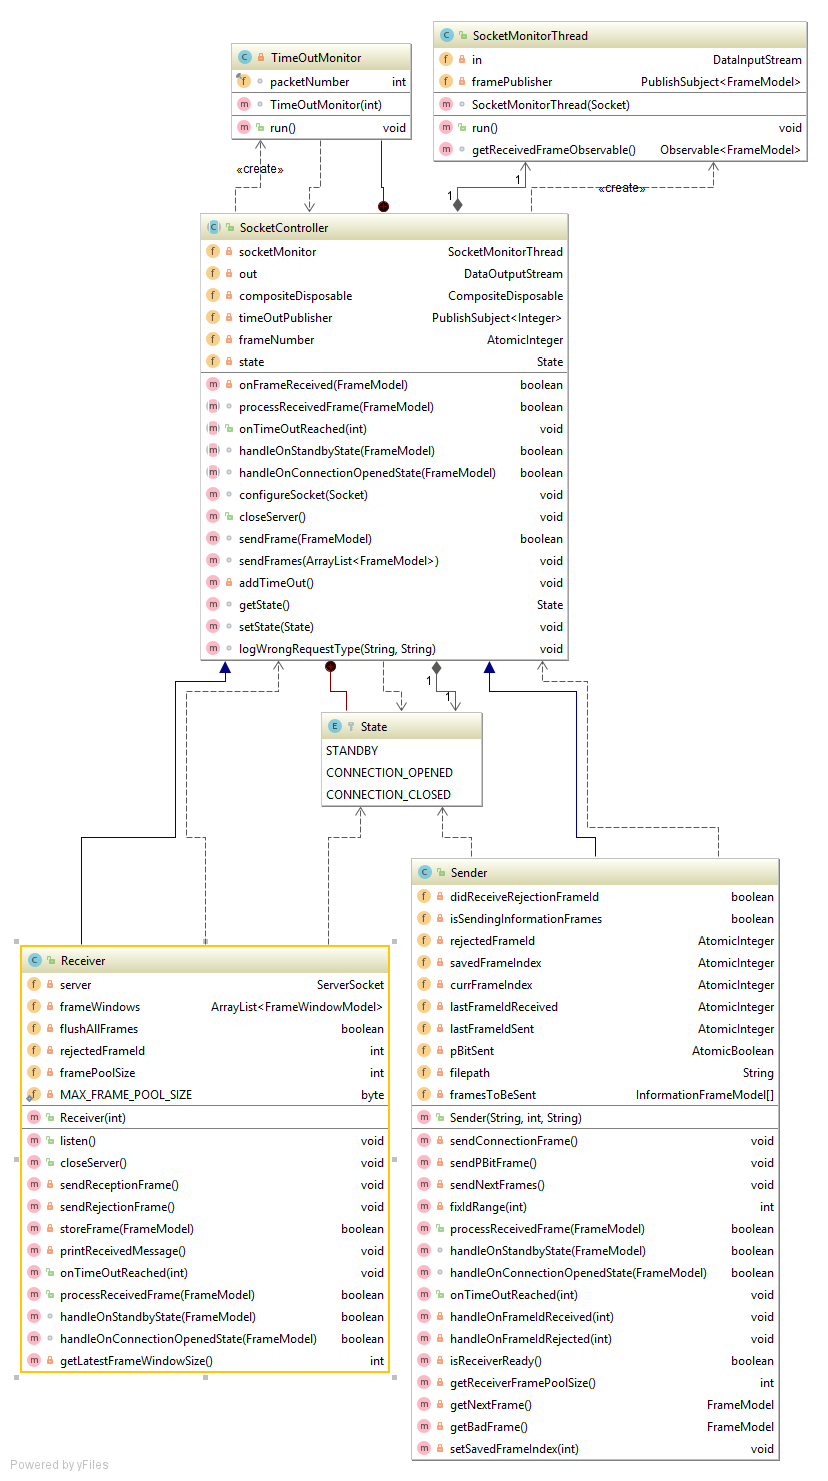 C TimeOutMonitor
f packetNumber int
m TimeOutMonitor(int)
m run() void
C SocketMonitorThread
f in DataInputStream
f framePublisher PublishSubject<FrameModel>
m SocketMonitorThread(Socket)
m run() void
m getReceivedFrameObservable() Observable<FrameModel>
«create»
1
1
«create»
C SocketController
f socketMonitor SocketMonitorThread
f out DataOutputStream
f compositeDisposable CompositeDisposable
f timeOutPublisher PublishSubject<Integer>
f frameNumber AtomicInteger
f state State
m onFrameReceived(FrameModel) boolean
m processReceivedFrame(FrameModel) boolean
m onTimeOutReached(int) void
m handleOnStandbyState(FrameModel) boolean
m handleOnConnectionOpenedState(FrameModel) boolean
m configureSocket(Socket) void
m closeServer() void
m sendFrame(FrameModel) boolean
m sendFrames(ArrayList<FrameModel>) void
m addTimeOut() void
m getState() State
m setState(State) void
m logWrongRequestType(String, String) void
1
1
E State
STANDBY
CONNECTION_OPENED
CONNECTION_CLOSED
C Receiver
f server ServerSocket
f frameWindows ArrayList<FrameWindowModel>
f flushAllFrames boolean
f rejectedFrameId int
f framePoolSize int
f MAX_FRAME_POOL_SIZE byte
m Receiver(int)
m listen() void
m closeServer() void
m sendReceptionFrame() void
m sendRejectionFrame() void
m storeFrame(FrameModel) boolean
m printReceivedMessage() void
m onTimeOutReached(int) void
m processReceivedFrame(FrameModel) boolean
m handleOnStandbyState(FrameModel) boolean
m handleOnConnectionOpenedState(FrameModel) boolean
m getLatestFrameWindowSize() int
C Sender
f didReceiveRejectionFrameId boolean
f isSendingInformationFrames boolean
f rejectedFrameId AtomicInteger
f savedFrameIndex AtomicInteger
f currFrameIndex AtomicInteger
f lastFrameIdReceived AtomicInteger
f lastFrameIdSent AtomicInteger
f pBitSent AtomicBoolean
f filepath String
f framesToBeSent InformationFrameModel[]
m Sender(String, int, String)
m sendConnectionFrame() void
m sendPBitFrame() void
m sendNextFrames() void
m fixIdRange(int) int
m processReceivedFrame(FrameModel) boolean
m handleOnStandbyState(FrameModel) boolean
m handleOnConnectionOpenedState(FrameModel) boolean
m onTimeOutReached(int) void
m handleOnFrameIdReceived(int) void
m handleOnFrameIdRejected(int) void
m isReceiverReady() boolean
m getReceiverFramePoolSize() int
m getNextFrame() FrameModel
m getBadFrame() FrameModel
m setSavedFrameIndex(int) void
Powered by yFiles